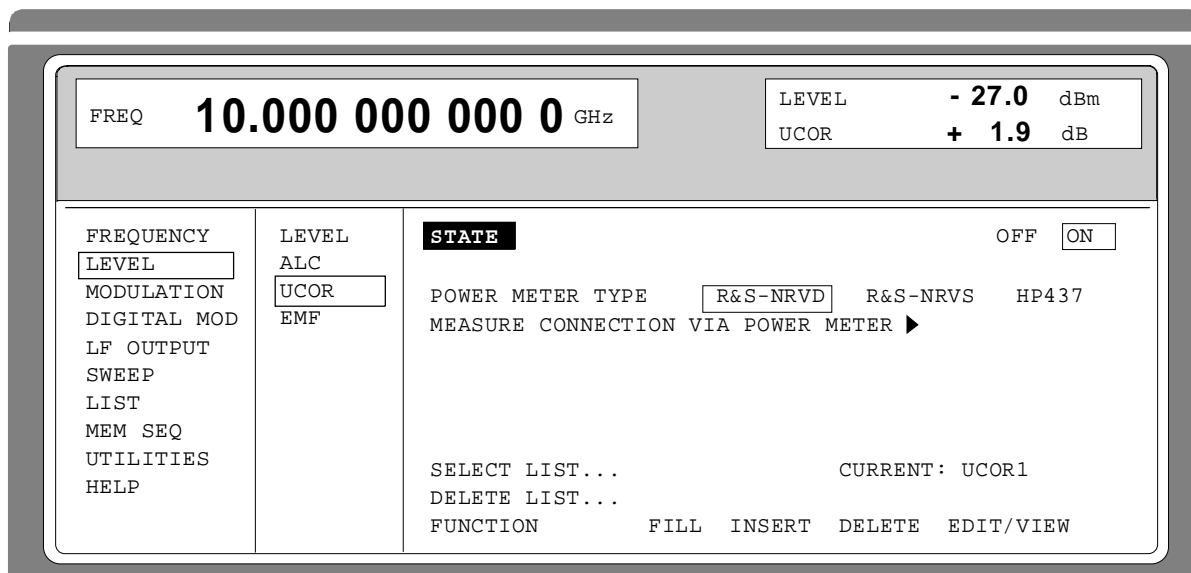 FREQ 10.000 000 000 0 GHz
LEVEL - 27.0 dBm
UCOR + 1.9 dB
FREQUENCY
LEVEL
MODULATION
DIGITAL MOD
LF OUTPUT
SWEEP
LIST
MEM SEQ
UTILITIES
HELP
LEVEL
ALC
UCOR
EMF
STATE OFF ON
POWER METER TYPE R&S-NRVD R&S-NRVS HP437
MEASURE CONNECTION VIA POWER METER
SELECT LIST... CURRENT: UCOR1
DELETE LIST...
FUNCTION FILL INSERT DELETE EDIT/VIEW